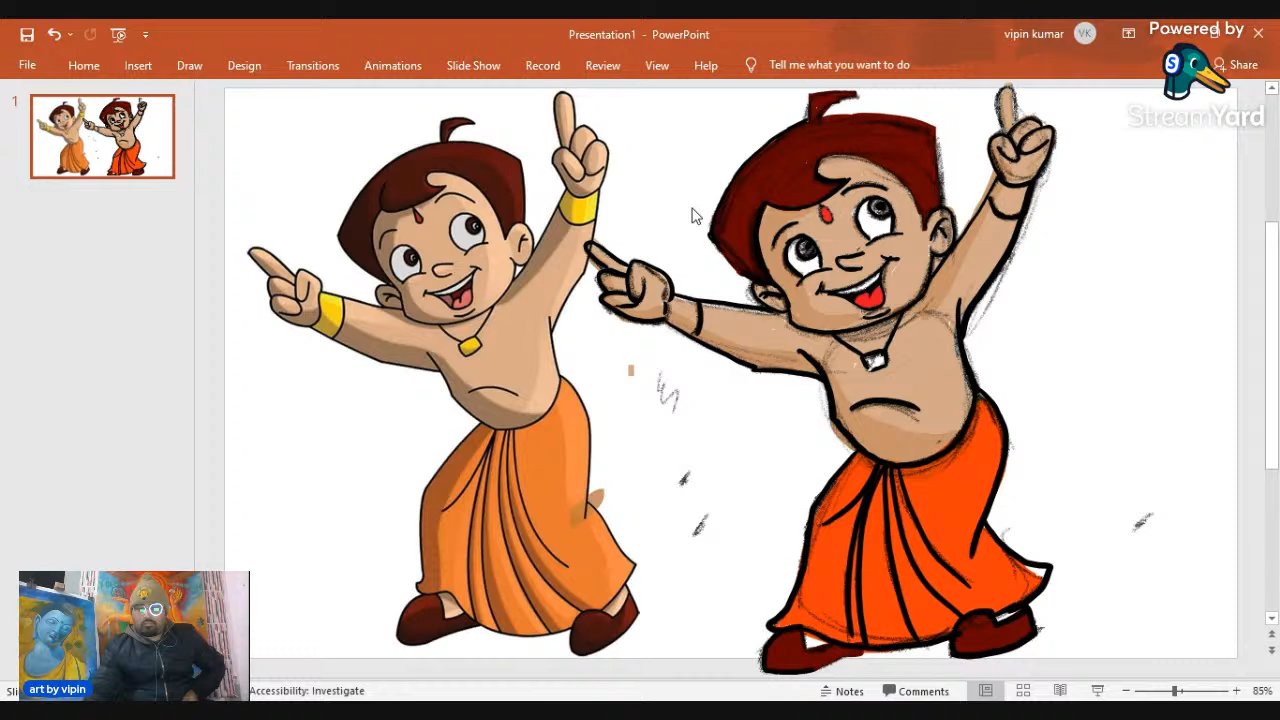 Presentation1 - PowerPoint
vipin kumar
VK
Powered by
File
Home
Insert
Draw
Design
Transitions
Animations
Slide Show
Record
Review
View
Help
Tell me what you want to do
S
Share
StreamYard
1
art by vipin
Accessibility: Investigate
Notes
Comments
85%